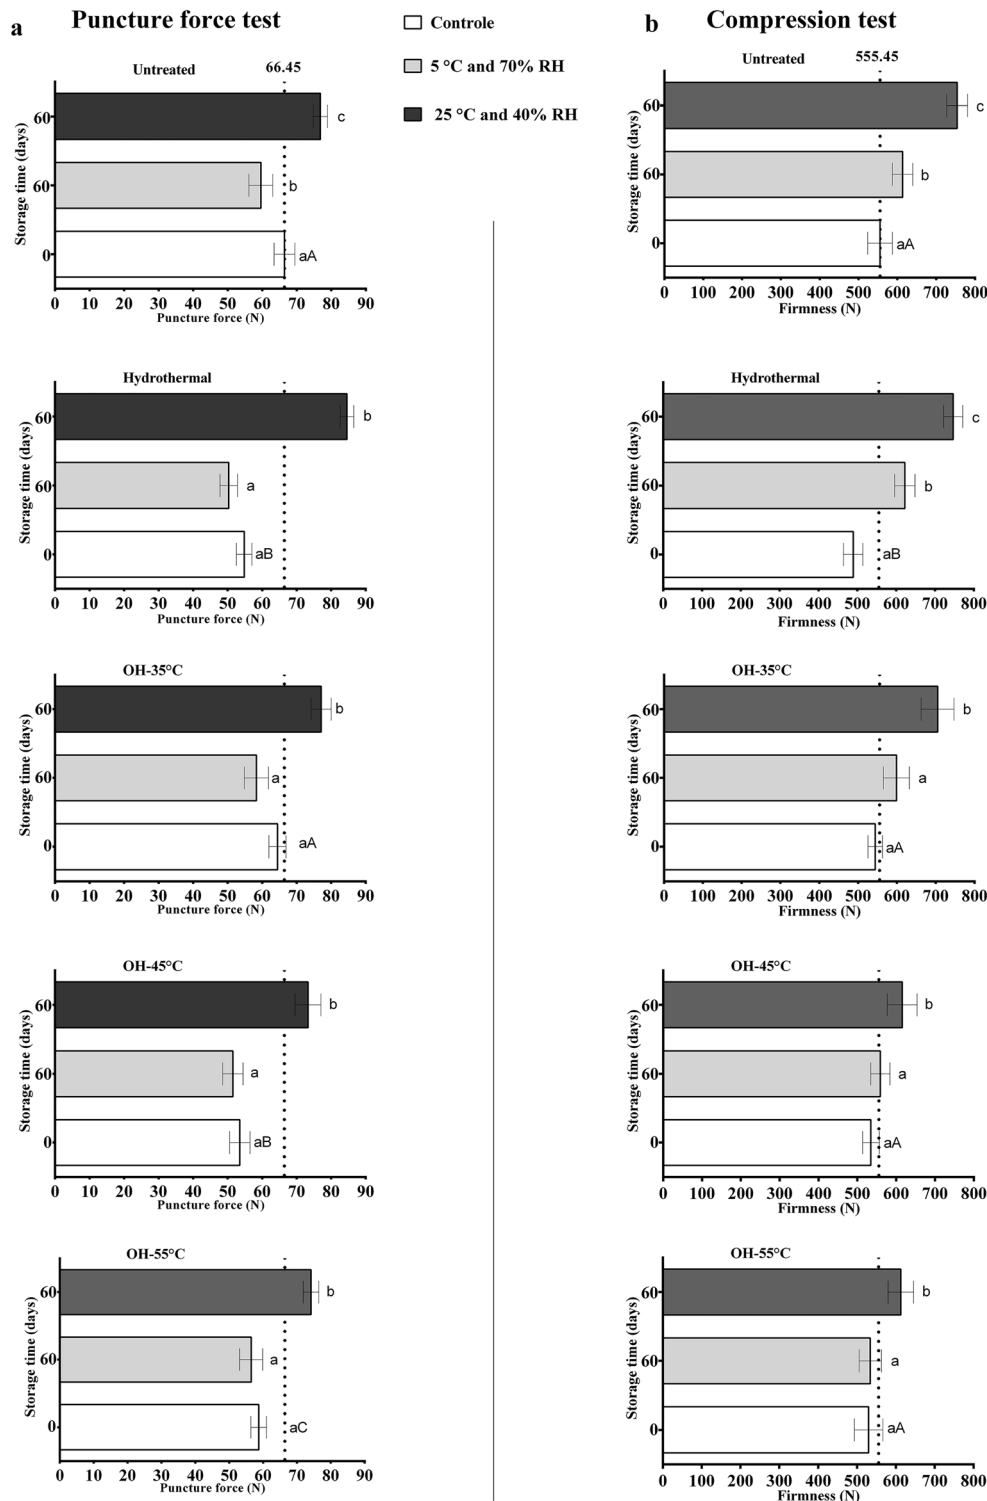 a
Puncture force test
Controle
5 °C and 70% RH
25 °C and 40% RH
b
Compression test
Untreated 66.45
Storage time (days)
60 c
60 b
0 aA
0 10 20 30 40 50 60 70 80 90
Puncture force (N)
Untreated 555.45
Storage time (days)
60 c
60 b
0 aA
0 100 200 300 400 500 600 700 800
Firmness (N)
Hydrothermal
Storage time (days)
60 b
60 a
0 aB
0 10 20 30 40 50 60 70 80 90
Puncture force (N)
Hydrothermal
Storage time (days)
60 c
60 b
0 aB
0 100 200 300 400 500 600 700 800
Firmness (N)
OH-35°C
Storage time (days)
60 b
60 a
0 aA
0 10 20 30 40 50 60 70 80 90
Puncture force (N)
OH-35°C
Storage time (days)
60 b
60 a
0 aA
0 100 200 300 400 500 600 700 800
Firmness (N)
OH-45°C
Storage time (days)
60 b
60 a
0 aB
0 10 20 30 40 50 60 70 80 90
Puncture force (N)
OH-45°C
Storage time (days)
60 b
60 a
0 aA
0 100 200 300 400 500 600 700 800
Firmness (N)
OH-55°C
Storage time (days)
60 b
60 a
0 aC
0 10 20 30 40 50 60 70 80 90
Puncture force (N)
OH-55°C
Storage time (days)
60 b
60 a
0 aA
0 100 200 300 400 500 600 700 800
Firmness (N)